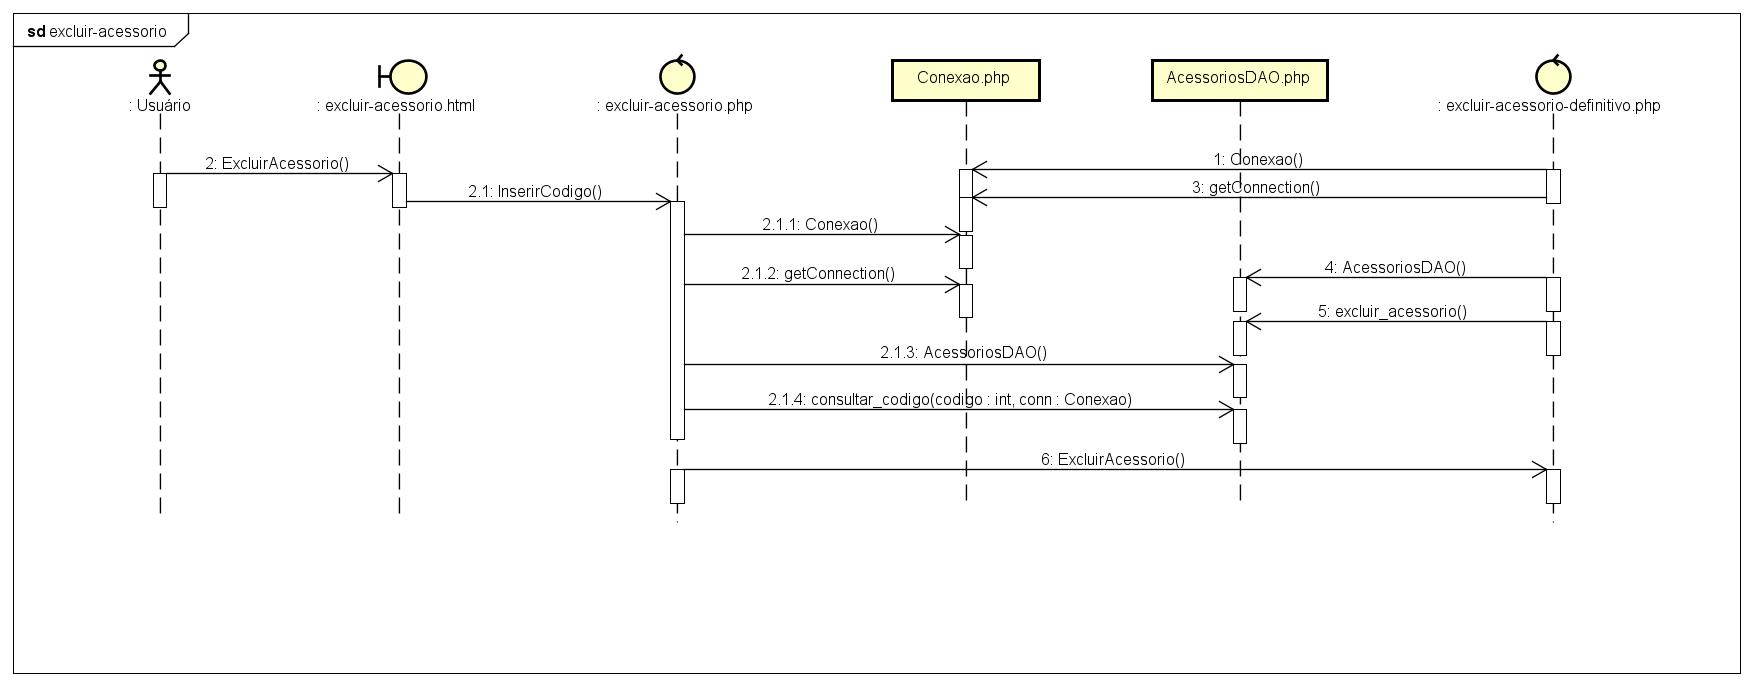 sd excluir-acessorio
: Usuário
: excluir-acessorio.html
: excluir-acessorio.php
Conexao.php
AcessoriosDAO.php
: excluir-acessorio-definitivo.php
2: ExcluirAcessorio()
1: Conexao()
2.1: InserirCodigo()
3: getConnection()
2.1.1: Conexao()
2.1.2: getConnection()
4: AcessoriosDAO()
5: excluir_acessorio()
2.1.3: AcessoriosDAO()
2.1.4: consultar_codigo(codigo : int, conn : Conexao)
6: ExcluirAcessorio()